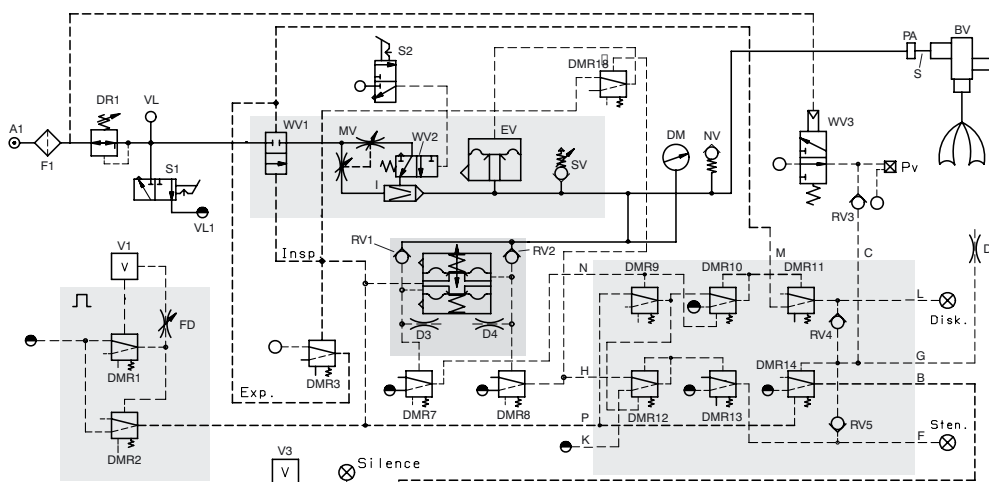 PA
BV
S2
DMR18
S
DR1
VL
WV1
MV
WV2
EV
DM
NV
WV3
A1
F1
SV
S1
I
Pv
VL1
RV3
RV1
RV2
V1
V
Insp
N
DMR9
DMR10
M
DMR11
C
D
L
Disk.
FD
D3
D4
RV4
DMR1
DMR3
G
H
DMR14
B
Exp.
DMR7
DMR8
DMR12
DMR13
P
RV5
Sten.
K
F
DMR2
V3
V
Silence